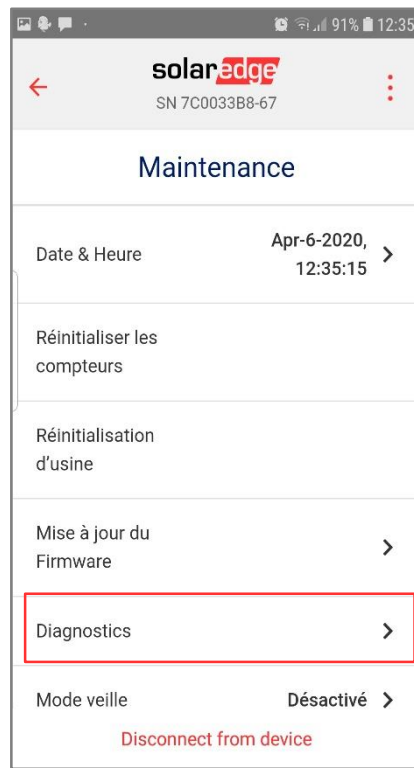 91% 12:35
solaredge
SN 7C0033B8-67
Maintenance
Date & Heure
Apr-6-2020,
12:35:15
Réinitialiser les
compteurs
Réinitialisation
d'usine
Mise à jour du
Firmware
Diagnostics
Mode veille
Désactivé
Disconnect from device